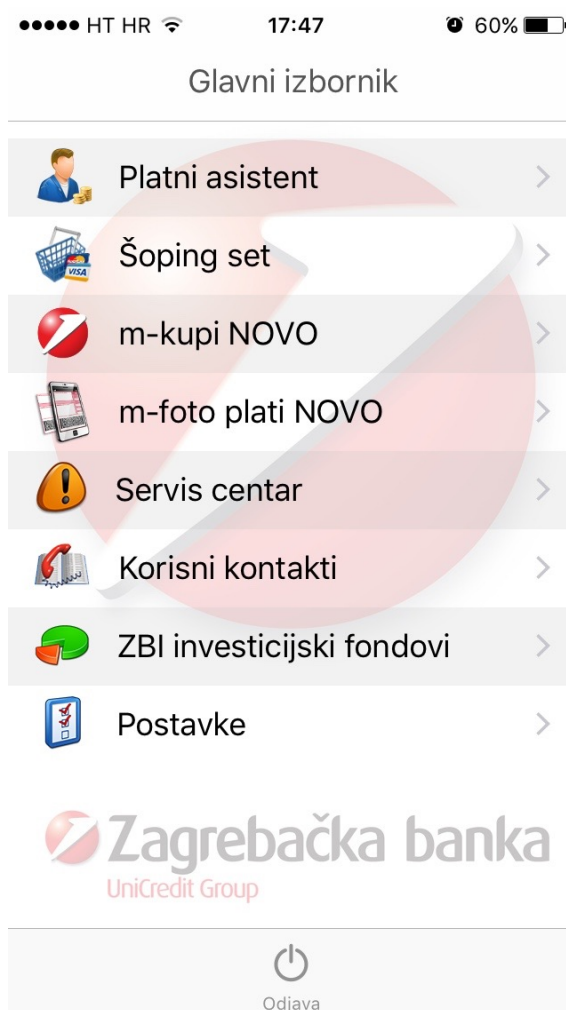 HT HR 17:47 60%
Glavni izbornik
Platni asistent
Šoping set
VISA
m-kupi NOVO
m-foto plati NOVO
Servis centar
Korisni kontakti
ZBI investicijski fondovi
Postavke
Zagrebačka banka
UniCredit Group
Odjava